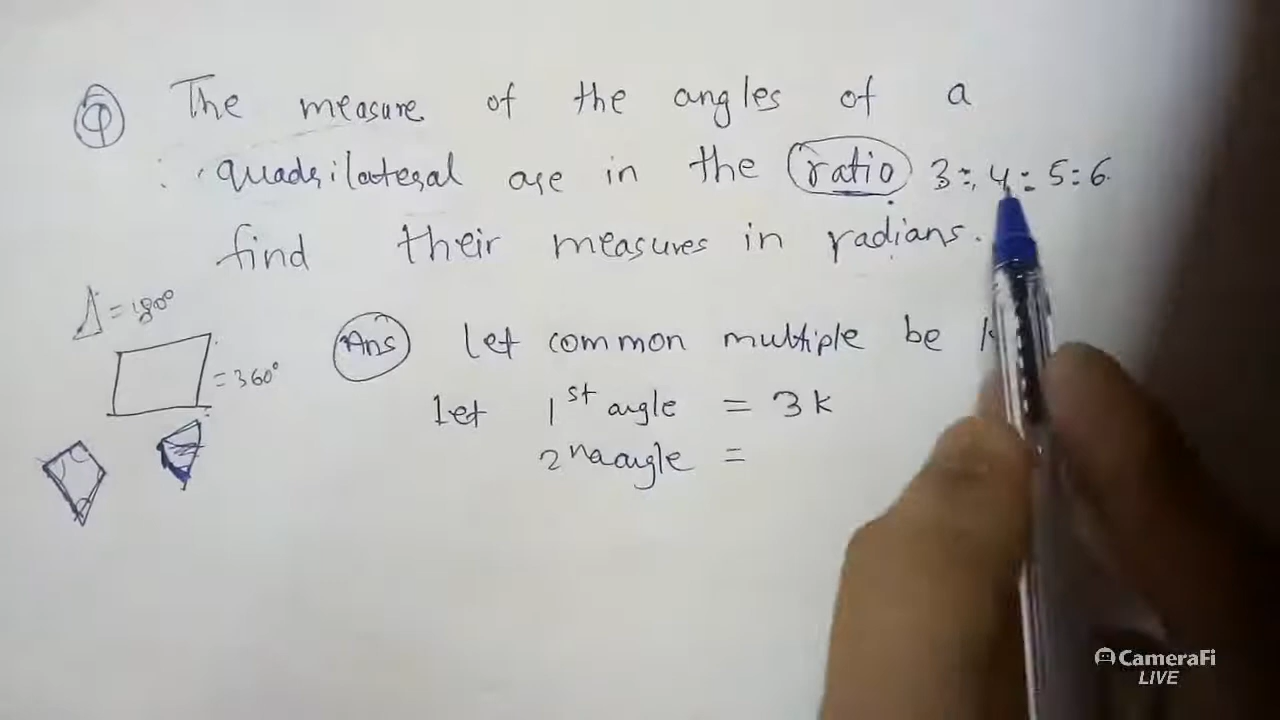 Q The measure of the angles of a
quadrilateral are in the ratio 3:4:5:6
find their measures in radians.
△ = 180°
= 360°
Ans let common multiple be
let 1st angle = 3k
2nd angle =
CameraFi
LIVE